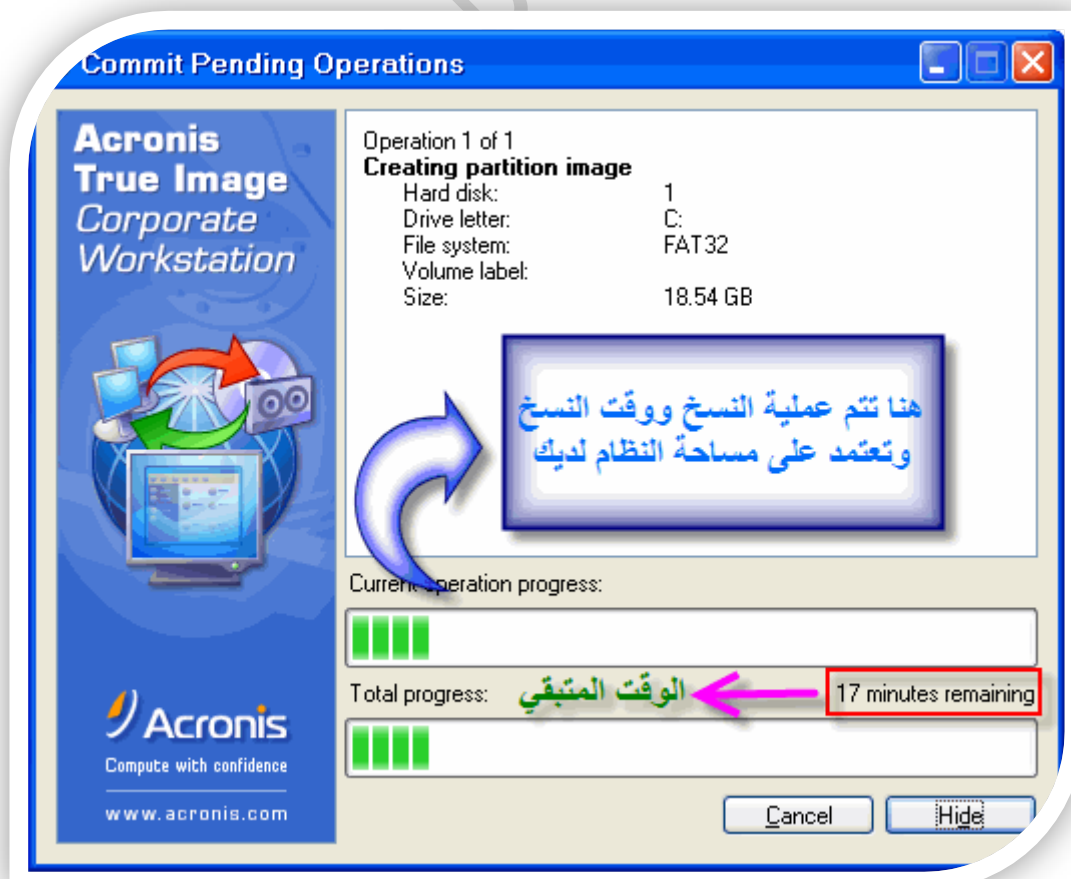 Commit Pending Operations
Acronis
True Image
Corporate
Workstation
Operation 1 of 1
Creating partition image
Hard disk: 1
Drive letter: C:
File system: FAT32
Volume label:
Size: 18.54 GB
هنا تتم عملية النسخ ووقت النسخ
وتعتمد على مساحة النظام لديك
Current operation progress:
Total progress: الوقت المتبقي 17 minutes remaining
Acronis
Compute with confidence
www.acronis.com
Cancel Hide